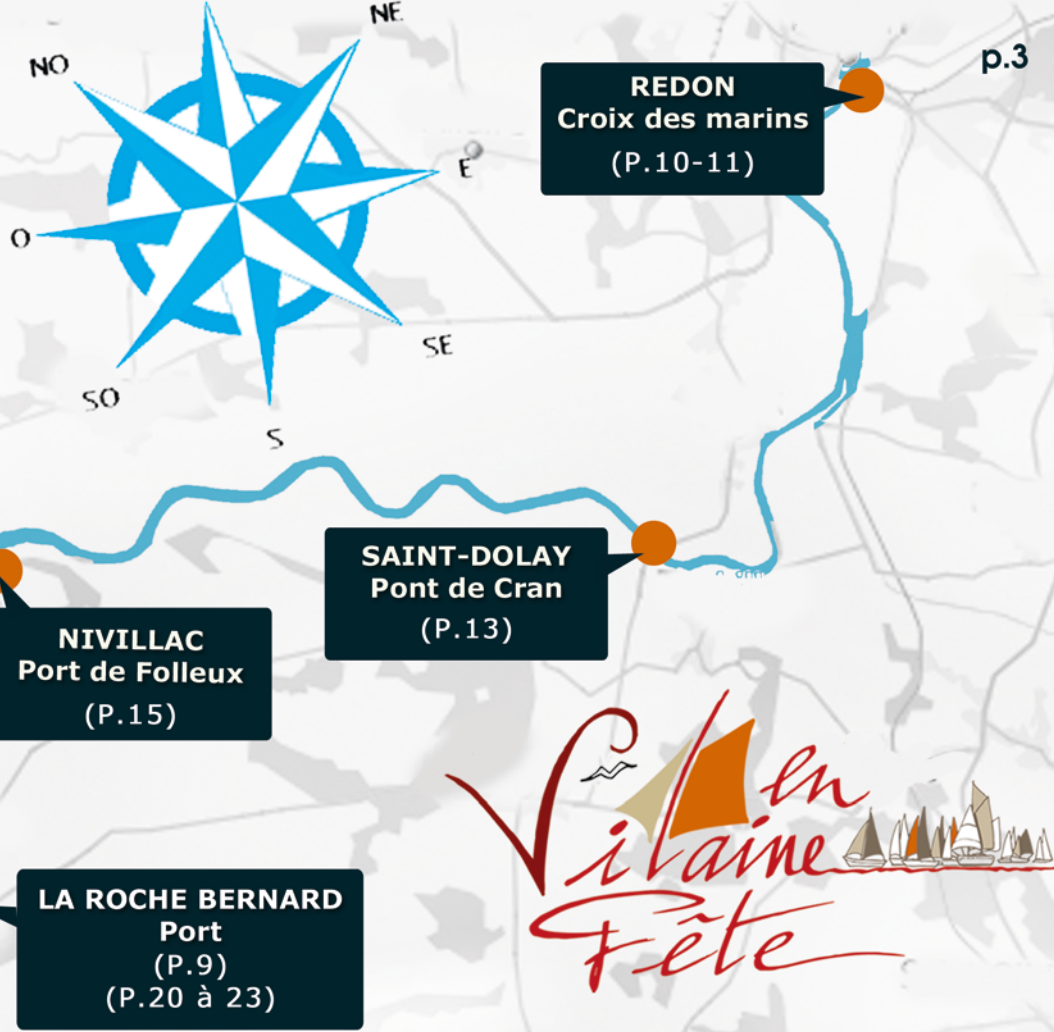 NE
NO
p.3
REDON
Croix des marins
(P.10-11)
E
O
SE
SO
S
SAINT-DOLAY
Pont de Cran
(P.13)
NIVILLAC
Port de Folleux
(P.15)
en
Vilaine
Fête
LA ROCHE BERNARD
Port
(P.9)
(P.20 à 23)